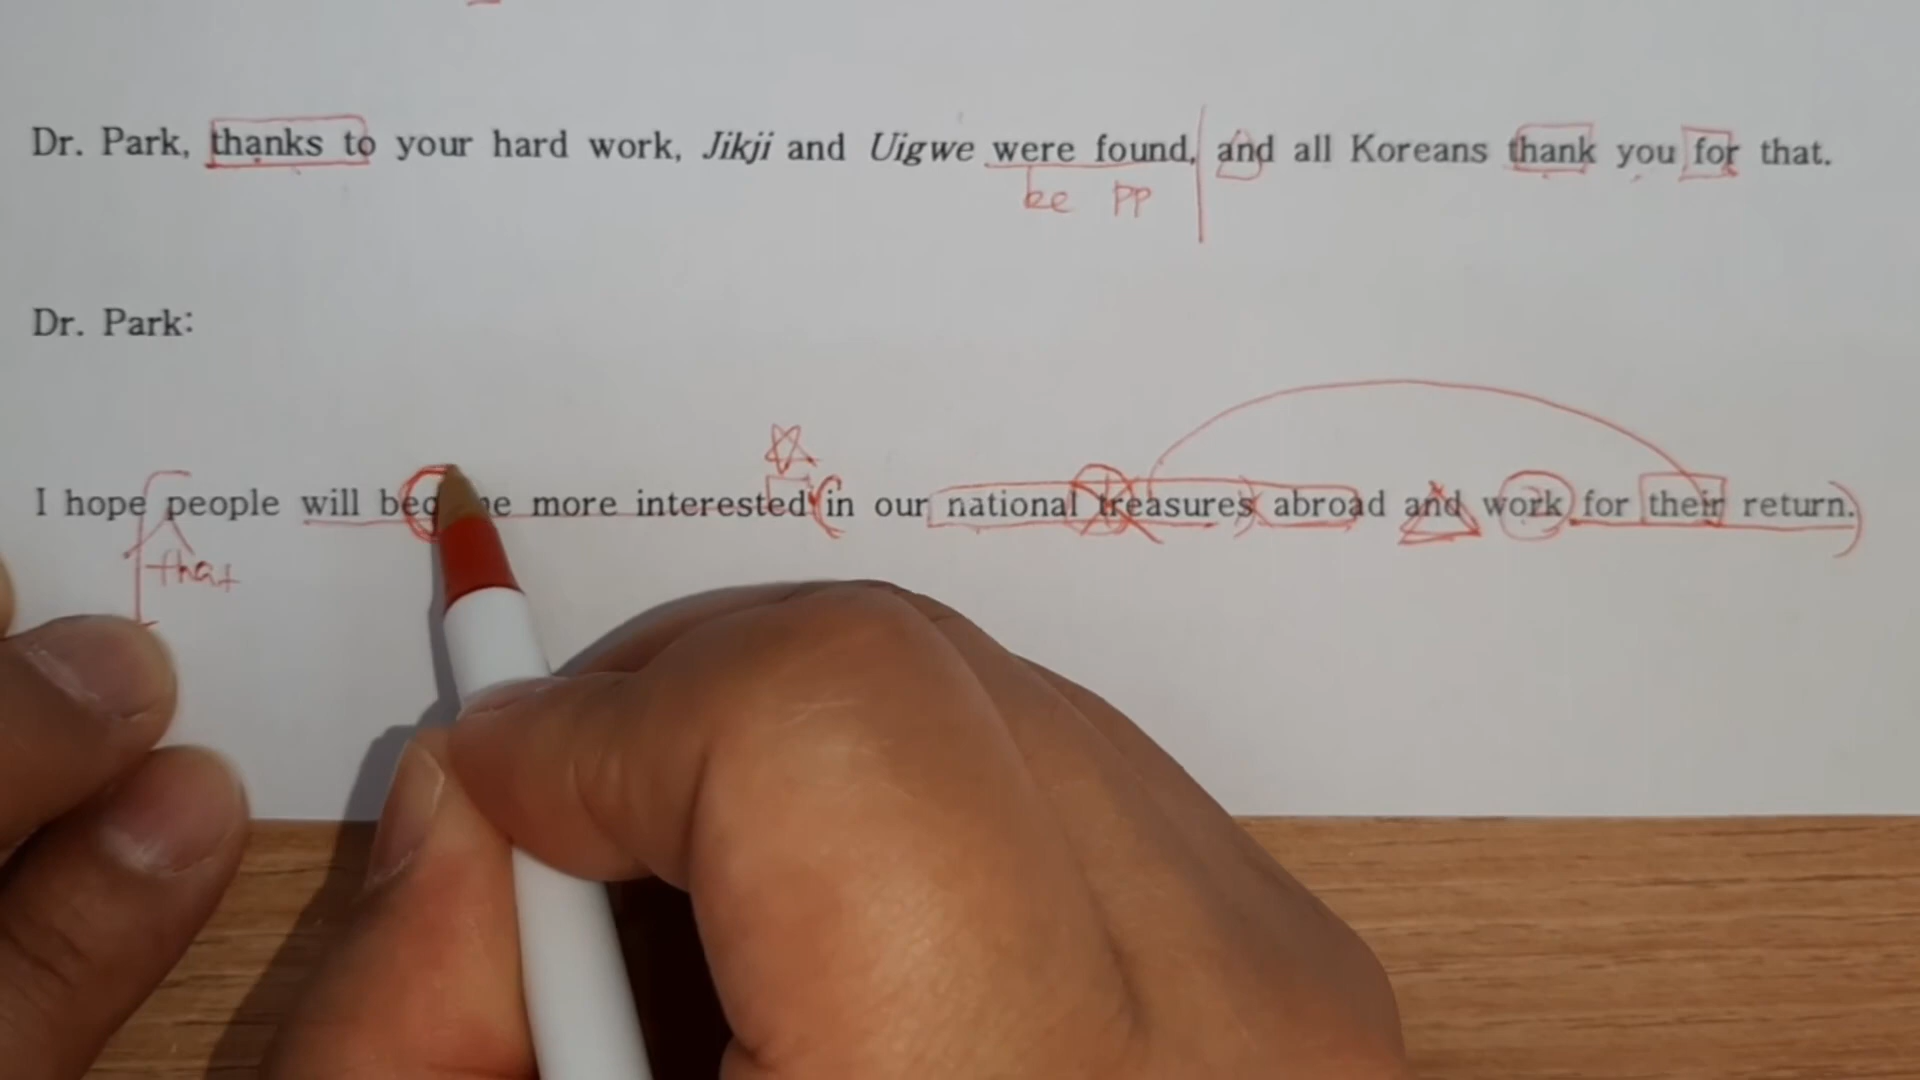 Dr. Park, thanks to your hard work, Jikji and Uigwe were found, and all Koreans thank you for that.
be pp
Dr. Park:
I hope people will become more interested in our national treasures abroad and work for their return.
that